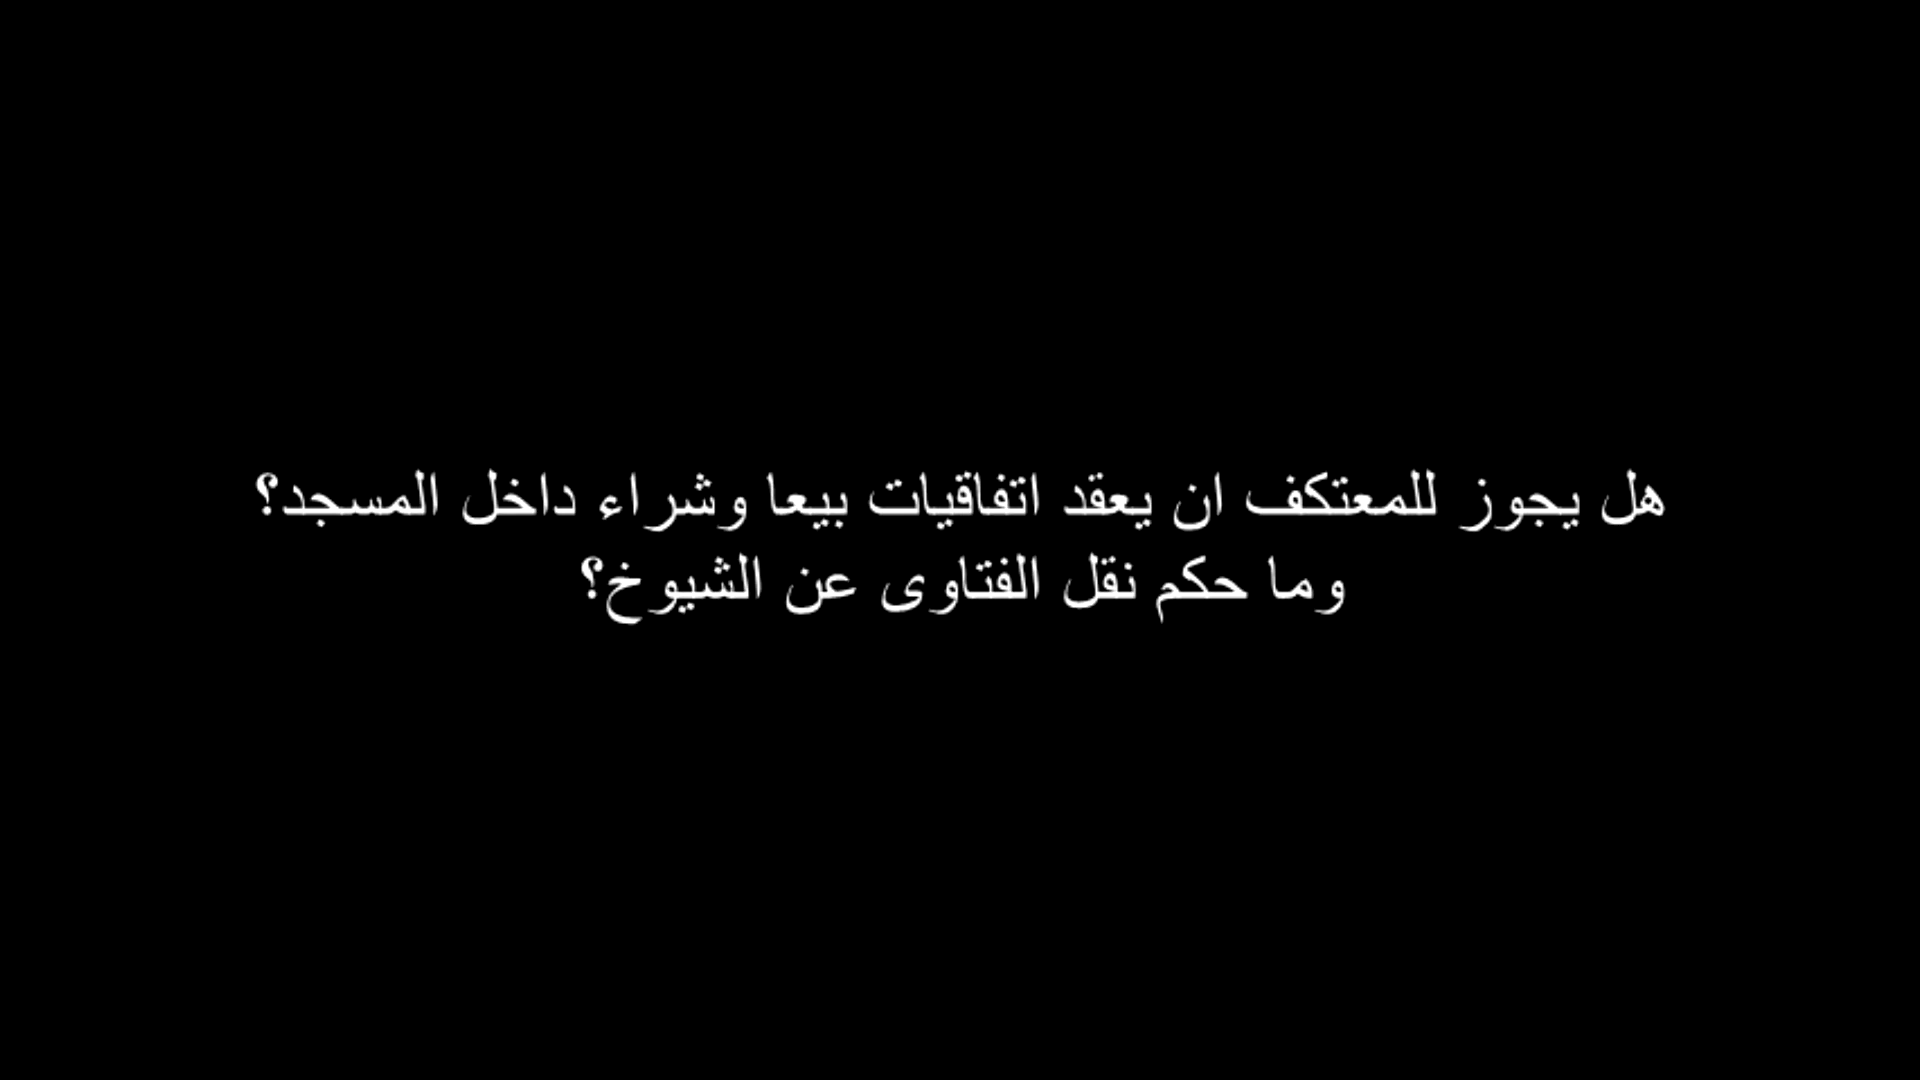 هل يجوز للمعتكف ان يعقد اتفاقيات بيعا وشراء داخل المسجد؟
وما حكم نقل الفتاوى عن الشيوخ؟